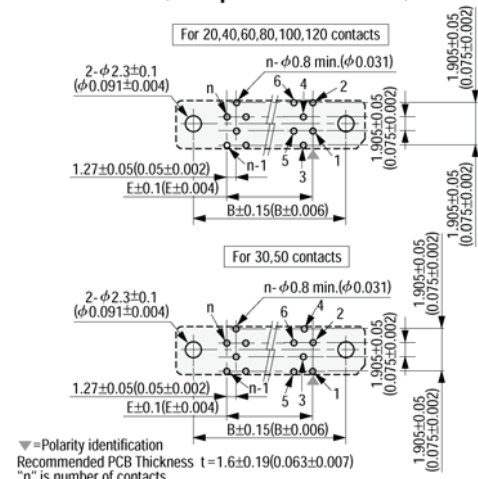 For 20,40,60,80,100,120 contacts
n-ϕ0.8 min.(ϕ0.031)
2-ϕ2.3±0.1
(ϕ0.091±0.004)
n
6
4
2
1.905±0.05
(0.075±0.002)
1.905±0.05
(0.075±0.002)
1.905±0.05
(0.075±0.002)
n-1
5
3
1
1.27±0.05(0.05±0.002)
E±0.1(E±0.004)
B±0.15(B±0.006)
For 30,50 contacts
n-ϕ0.8 min.(ϕ0.031)
2-ϕ2.3±0.1
(ϕ0.091±0.004)
n
6
4
2
1.905±0.05
(0.075±0.002)
1.905±0.05
(0.075±0.002)
1.905±0.05
(0.075±0.002)
n-1
5
3
1
1.27±0.05(0.05±0.002)
E±0.1(E±0.004)
B±0.15(B±0.006)
▼=Polarity identification
Recommended PCB Thickness t=1.6±0.19(0.063±0.007)
"n" is number of contacts